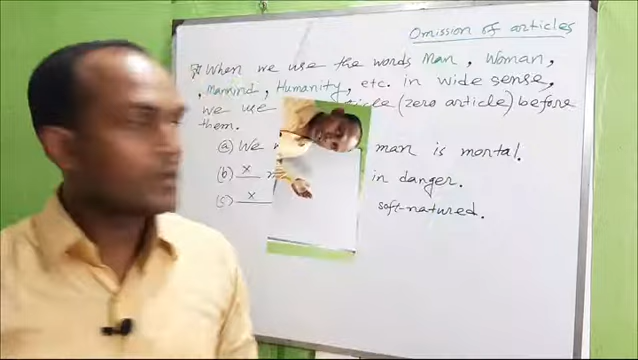 Omission of articles
When we use the words Man, Woman,
Mankind, Humanity, etc. in wide sense,
we use article (zero article) before
them.
(a) We man is mortal.
(b) x in danger.
(c) x soft-natured.